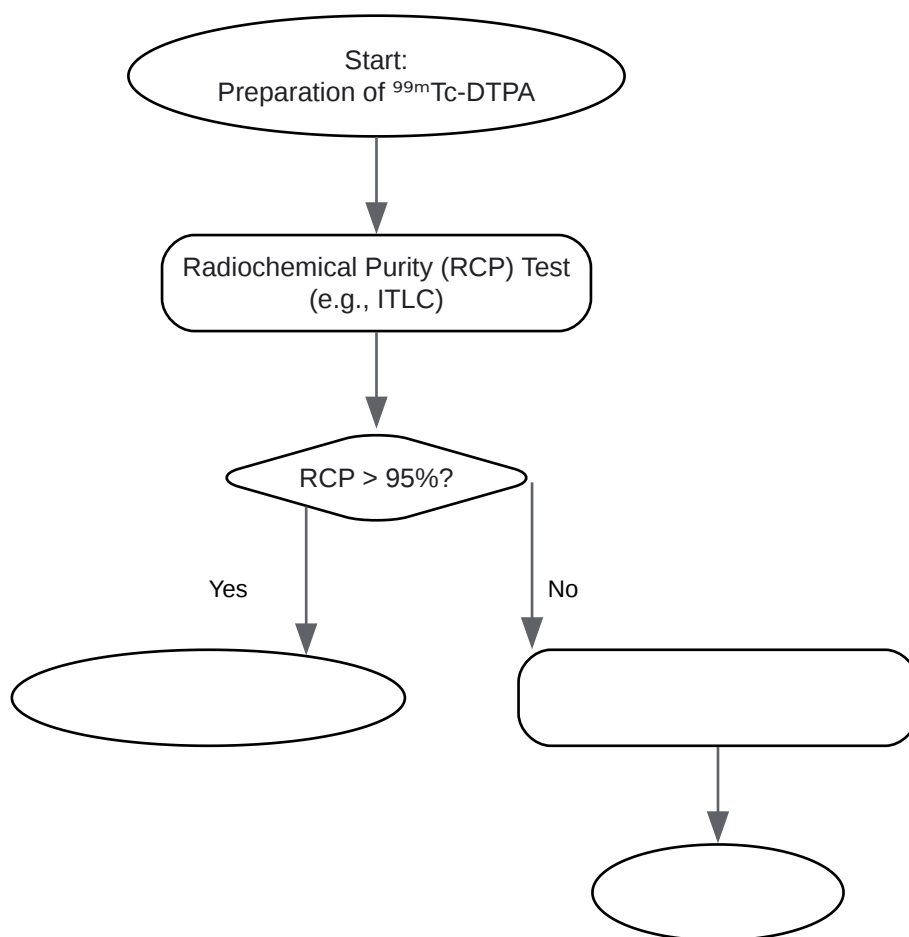 Start:
Preparation of ⁹⁹ᵐTc-DTPA
Radiochemical Purity (RCP) Test
(e.g., ITLC)
RCP > 95%?
Yes
No